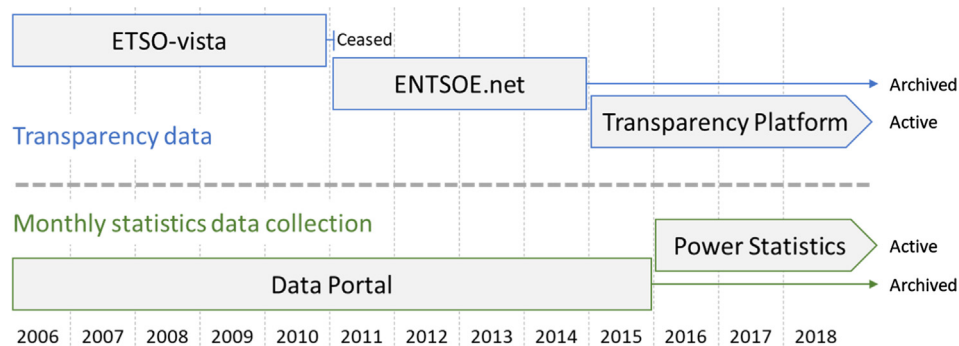 ETSO-vista
Ceased
ENTSOE.net
Archived
Transparency Platform
Active
Transparency data
Monthly statistics data collection
Power Statistics
Active
Data Portal
Archived
2006 2007 2008 2009 2010 2011 2012 2013 2014 2015 2016 2017 2018